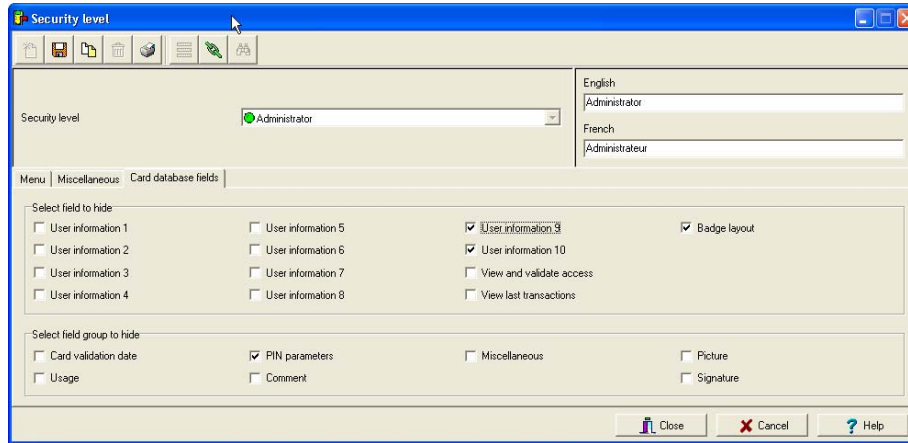 Security level
English
Administrator
Security level
Administrator
French
Administrateur
Menu
Miscellaneous
Card database fields
Select field to hide
User information 1
User information 5
User information 9
Badge layout
User information 2
User information 6
User information 10
User information 3
User information 7
View and validate access
User information 4
User information 8
View last transactions
Select field group to hide
Card validation date
PIN parameters
Miscellaneous
Picture
Usage
Comment
Signature
Close
Cancel
? Help